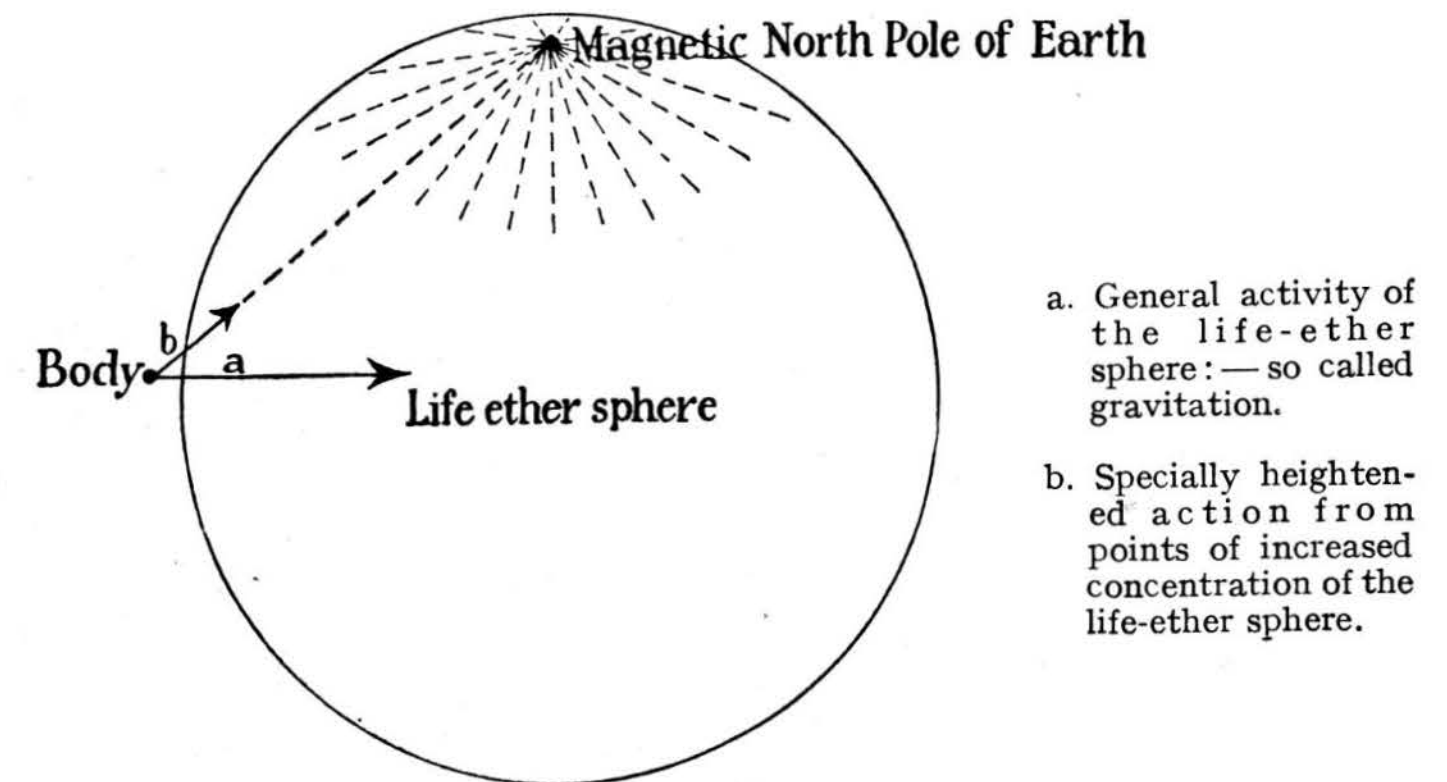 Magnetic North Pole of Earth
b
Body
a
Life ether sphere
a. General activity of
the life-ether
sphere:— so called
gravitation.
b. Specially heighten-
ed action from
points of increased
concentration of the
life-ether sphere.